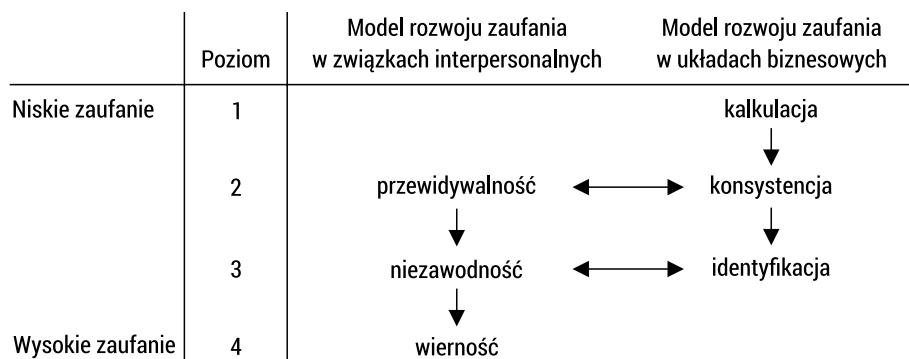 Poziom
Model rozwoju zaufania
w związkach interpersonalnych
Model rozwoju zaufania
w układach biznesowych
Niskie zaufanie 1 kalkulacja
2 przewidywalność konsystencja
3 niezawodność identyfikacja
Wysokie zaufanie 4 wierność